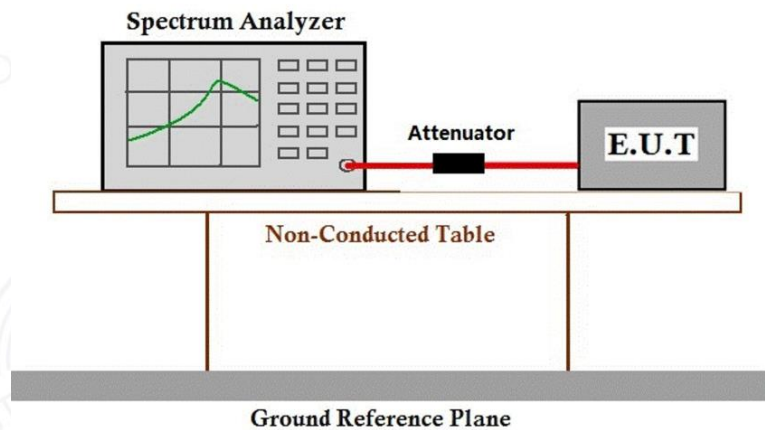 Spectrum Analyzer
Attenuator
E.U.T
Non-Conducted Table
Ground Reference Plane